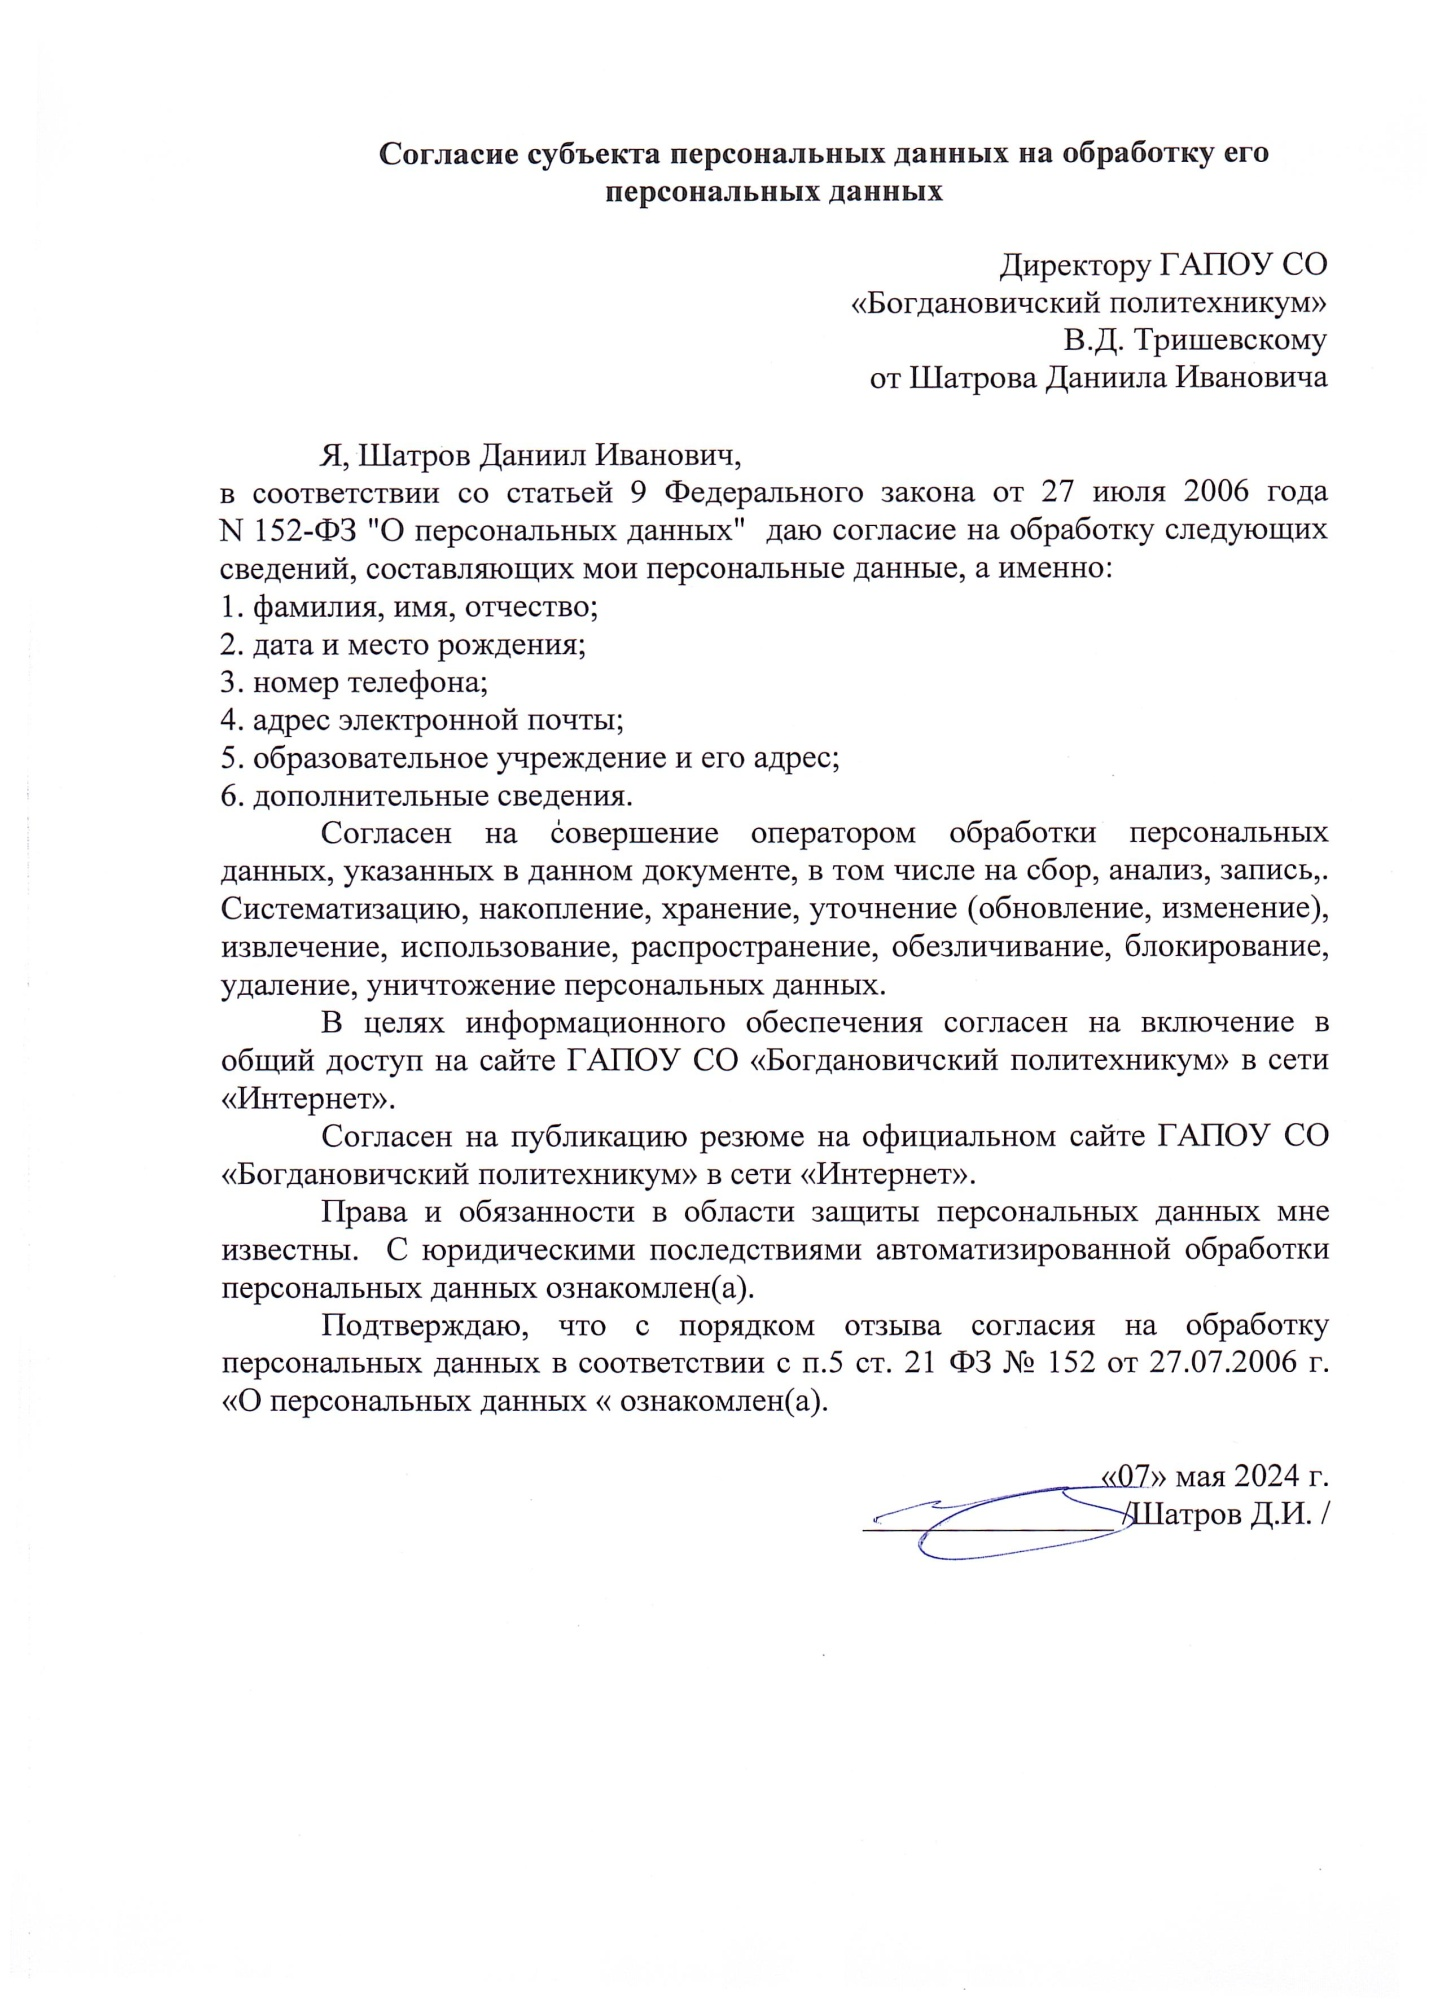 Согласие субъекта персональных данных на обработку его
персональных данных
Директору ГАПОУ СО
«Богдановичский политехникум»
В.Д. Тришевскому
от Шатрова Даниила Ивановича
Я, Шатров Даниил Иванович,
в соответствии со статьей 9 Федерального закона от 27 июля 2006 года
N 152-ФЗ "О персональных данных" даю согласие на обработку следующих
сведений, составляющих мои персональные данные, а именно:
1. фамилия, имя, отчество;
2. дата и место рождения;
3. номер телефона;
4. адрес электронной почты;
5. образовательное учреждение и его адрес;
6. дополнительные сведения.
Согласен на совершение оператором обработки персональных
данных, указанных в данном документе, в том числе на сбор, анализ, запись,.
Систематизацию, накопление, хранение, уточнение (обновление, изменение),
извлечение, использование, распространение, обезличивание, блокирование,
удаление, уничтожение персональных данных.
В целях информационного обеспечения согласен на включение в
общий доступ на сайте ГАПОУ СО «Богдановичский политехникум» в сети
«Интернет».
Согласен на публикацию резюме на официальном сайте ГАПОУ СО
«Богдановичский политехникум» в сети «Интернет».
Права и обязанности в области защиты персональных данных мне
известны. С юридическими последствиями автоматизированной обработки
персональных данных ознакомлен(а).
Подтверждаю, что с порядком отзыва согласия на обработку
персональных данных в соответствии с п.5 ст. 21 ФЗ № 152 от 27.07.2006 г.
«О персональных данных « ознакомлен(а).
«07» мая 2024 г.
_______________ /Шатров Д.И. /